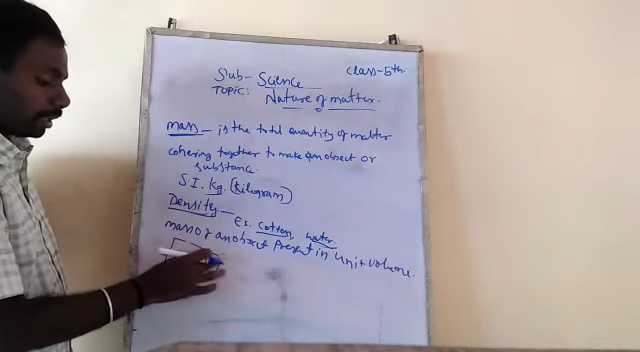 Sub- Science Class-5th.
TOPIC: Nature of matter.
mass - is the total quantity of matter
cohering together to make an object or
substance.
S.I. Kg. (kilogram)
Density - Ex. Cotton, water.
mass of an object Present in unit volume.